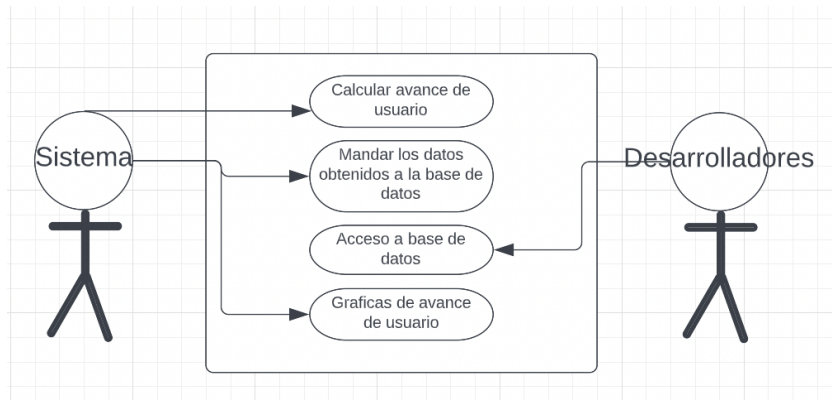 Sistema
Calcular avance de
usuario
Mandar los datos
obtenidos a la base de
datos
Acceso a base de
datos
Graficas de avance
de usuario
Desarrolladores